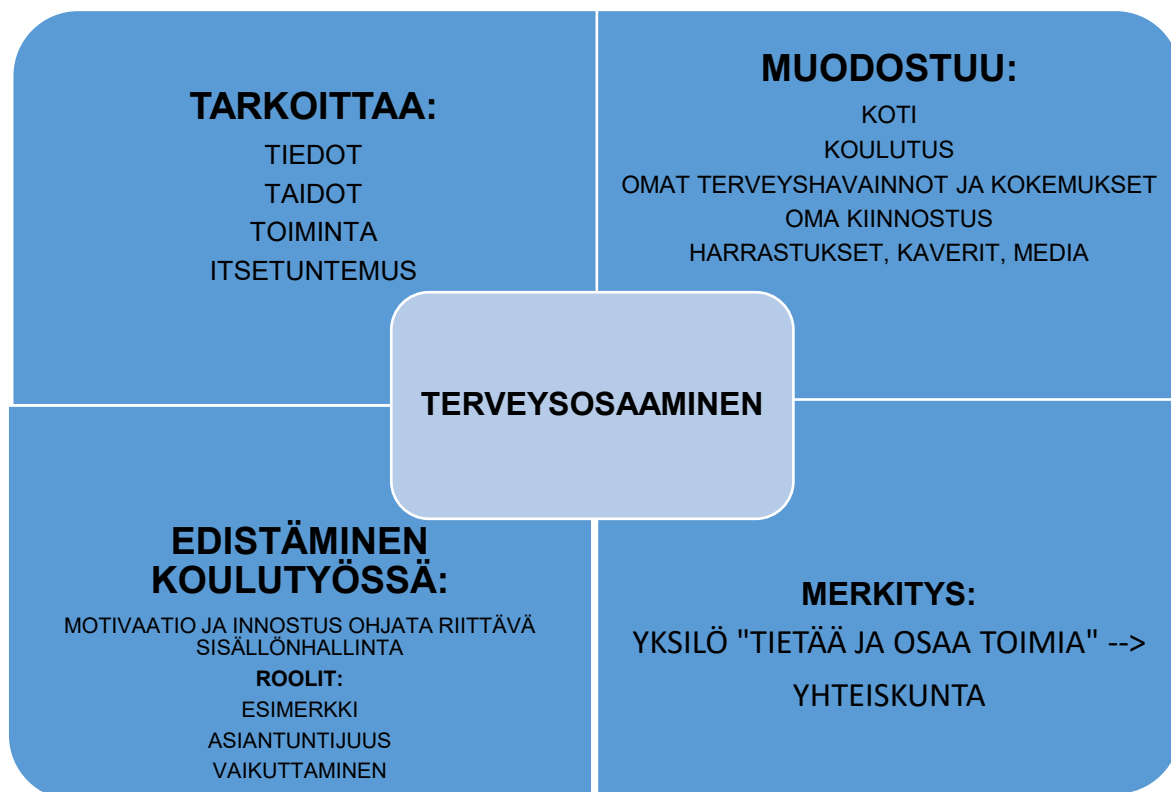 TARKOITTAA:
TIEDOT
TAIDOT
TOIMINTA
ITSETUNTEMUS
MUODOSTUU:
KOTI
KOULUTUS
OMAT TERVEYSHAVAINNOT JA KOKEMUKSET
OMA KIINNOSTUS
HARRASTUKSET, KAVERIT, MEDIA
TERVEYSOSAAMINEN
EDISTÄMINEN
KOULUTYÖSSÄ:
MOTIVAATIO JA INNOSTUS OHJATA RIITTÄVÄ
SISÄLLÖNHALLINTA
ROOLIT:
ESIMERKKI
ASIANTUNTIJUUS
VAIKUTTAMINEN
MERKITYS:
YKSILÖ "TIETÄÄ JA OSAA TOIMIA" -->
YHTEISKUNTA